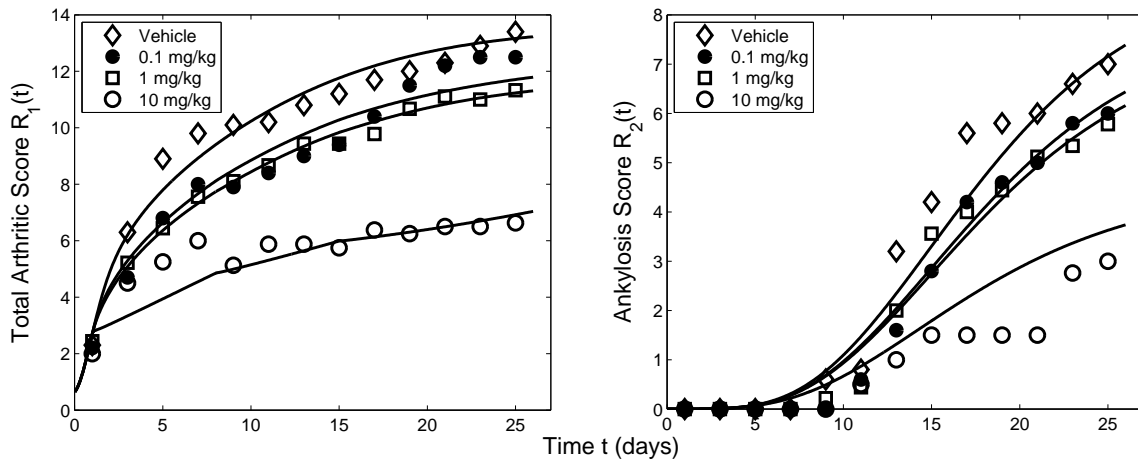 Total Arthritic Score R₁(t)
14
12
10
8
6
4
2
0
Vehicle
0.1 mg/kg
1 mg/kg
10 mg/kg
0 5 10 15 20 25
Ankylosis Score R₂(t)
8
7
6
5
4
3
2
1
0
Vehicle
0.1 mg/kg
1 mg/kg
10 mg/kg
0 5 10 15 20 25
Time t (days)